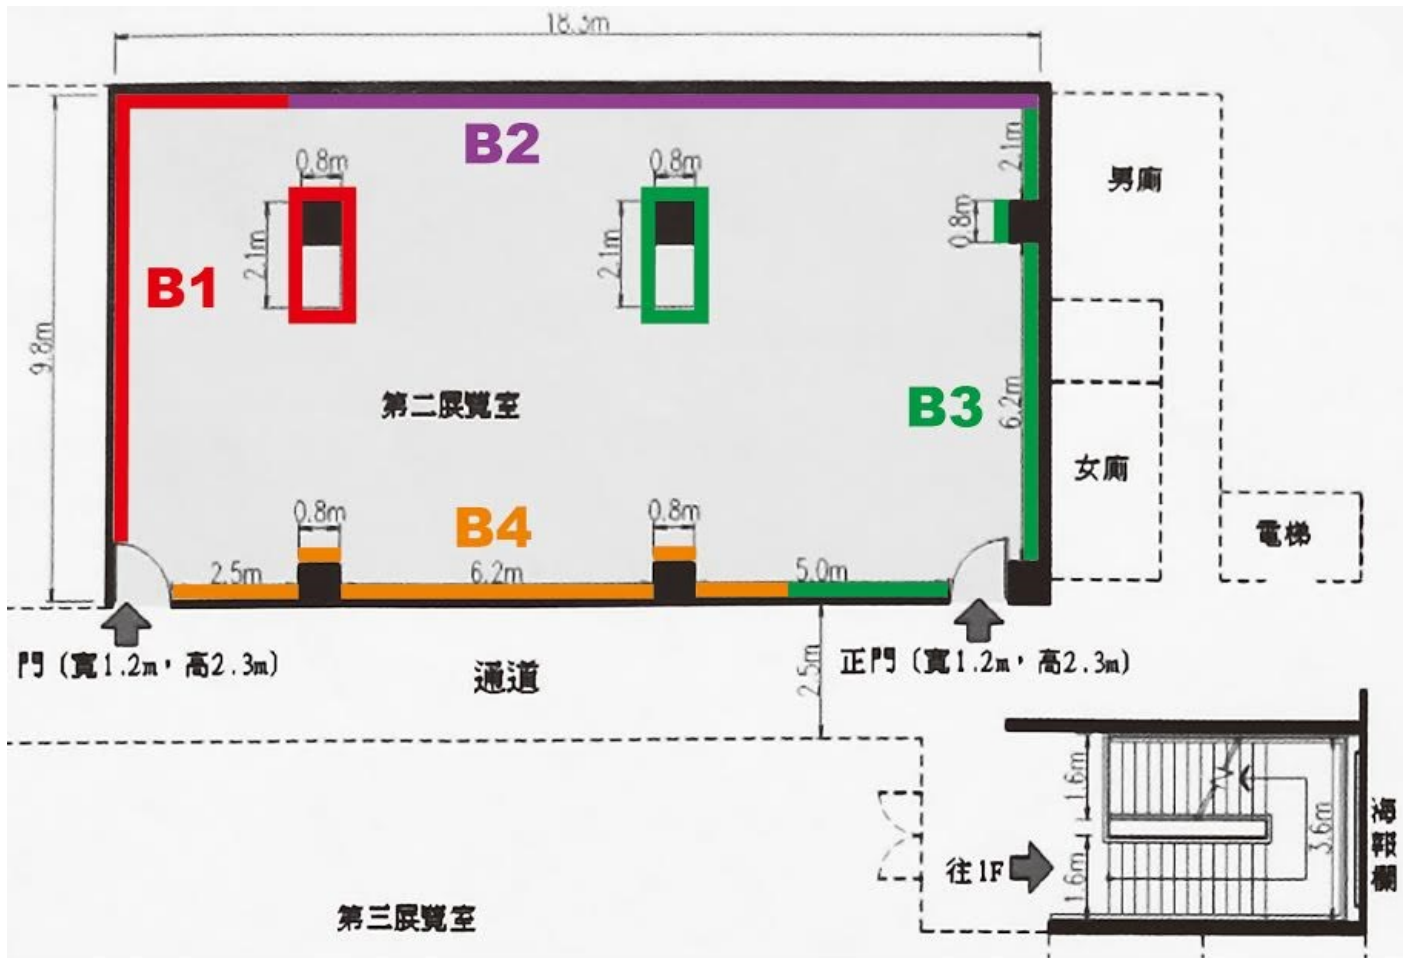 18.3m
B2
0.8m
0.8m
2.1m
男廁
0.8m
2.1m
2.1m
B1
9.8m
第二展覽室
B3
6.2m
女廁
0.8m
B4
0.8m
電梯
2.5m
6.2m
5.0m
門（寬1.2m，高2.3m）
通道
2.5m
正門（寬1.2m，高2.3m）
1.6m
3.6m
海報欄
往1F
1.6m
第三展覽室